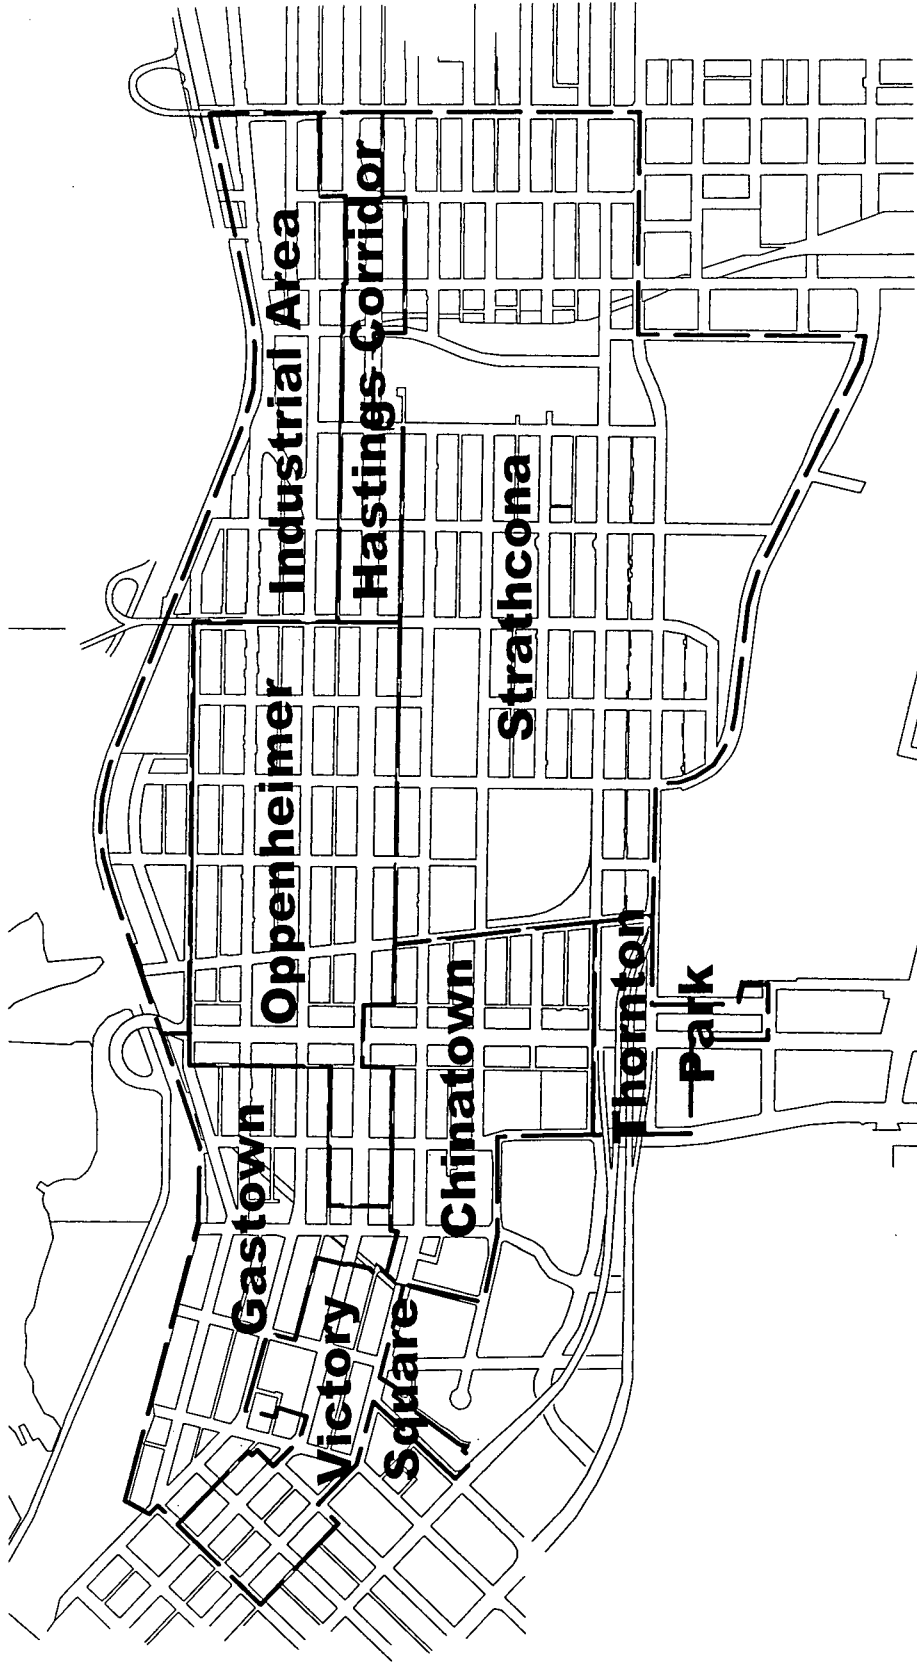 Gastown
Victory
Square
Oppenheimer
Chinatown
Thornton
Park
Industrial Area
Hastings Corridor
Strathcona